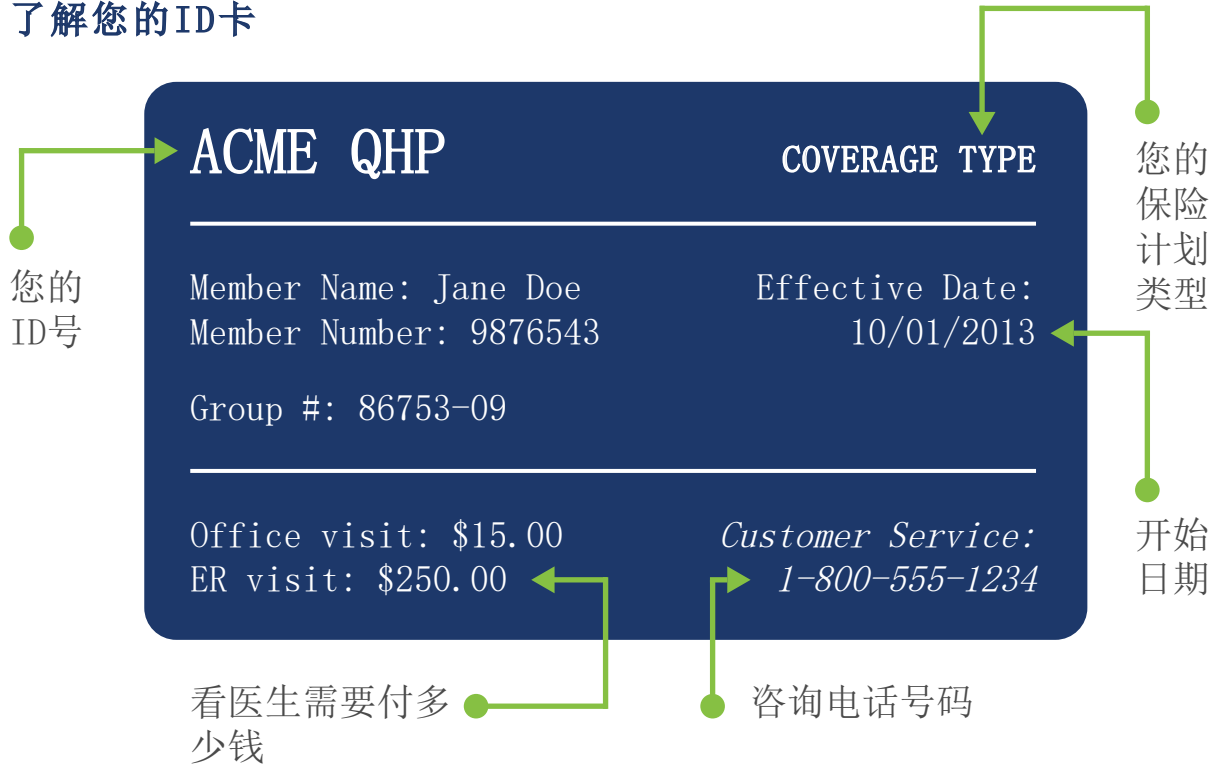 了解您的ID卡
ACME QHP
COVERAGE TYPE
您的
保险
计划
类型
您的
ID号
Member Name: Jane Doe
Member Number: 9876543
Effective Date:
10/01/2013
Group #: 86753-09
开始
日期
Office visit: $15.00
ER visit: $250.00
Customer Service:
1-800-555-1234
看医生需要付多
少钱
咨询电话号码